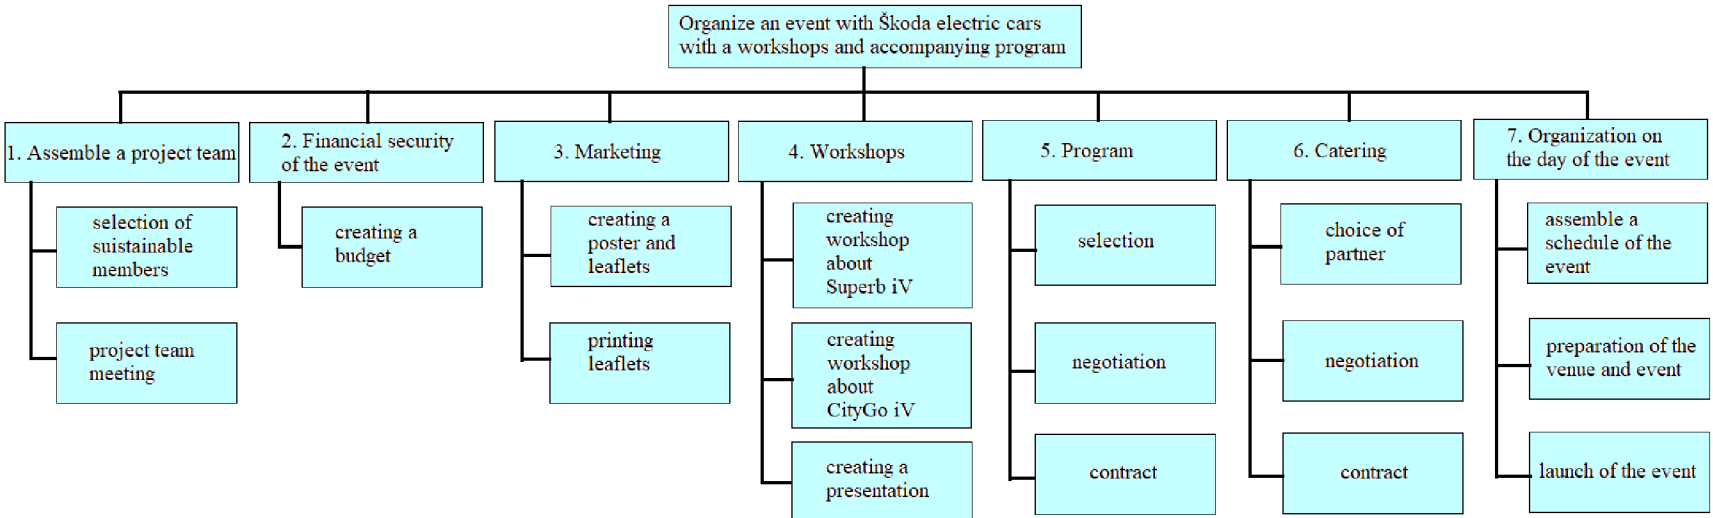 Organize an event with Škoda electric cars
with a workshops and accompanying program
1. Assemble a project team
selection of
suistainable
members
project team
meeting
2. Financial security
of the event
creating a
budget
3. Marketing
creating a
poster and
leaflets
printing
leaflets
4. Workshops
creating
workshop
about
Superb iV
creating
workshop
about
CityGo iV
creating a
presentation
5. Program
selection
negotiation
contract
6. Catering
choice of
partner
negotiation
contract
7. Organization on
the day of the event
assemble a
schedule of the
event
preparation of the
venue and event
launch of the event